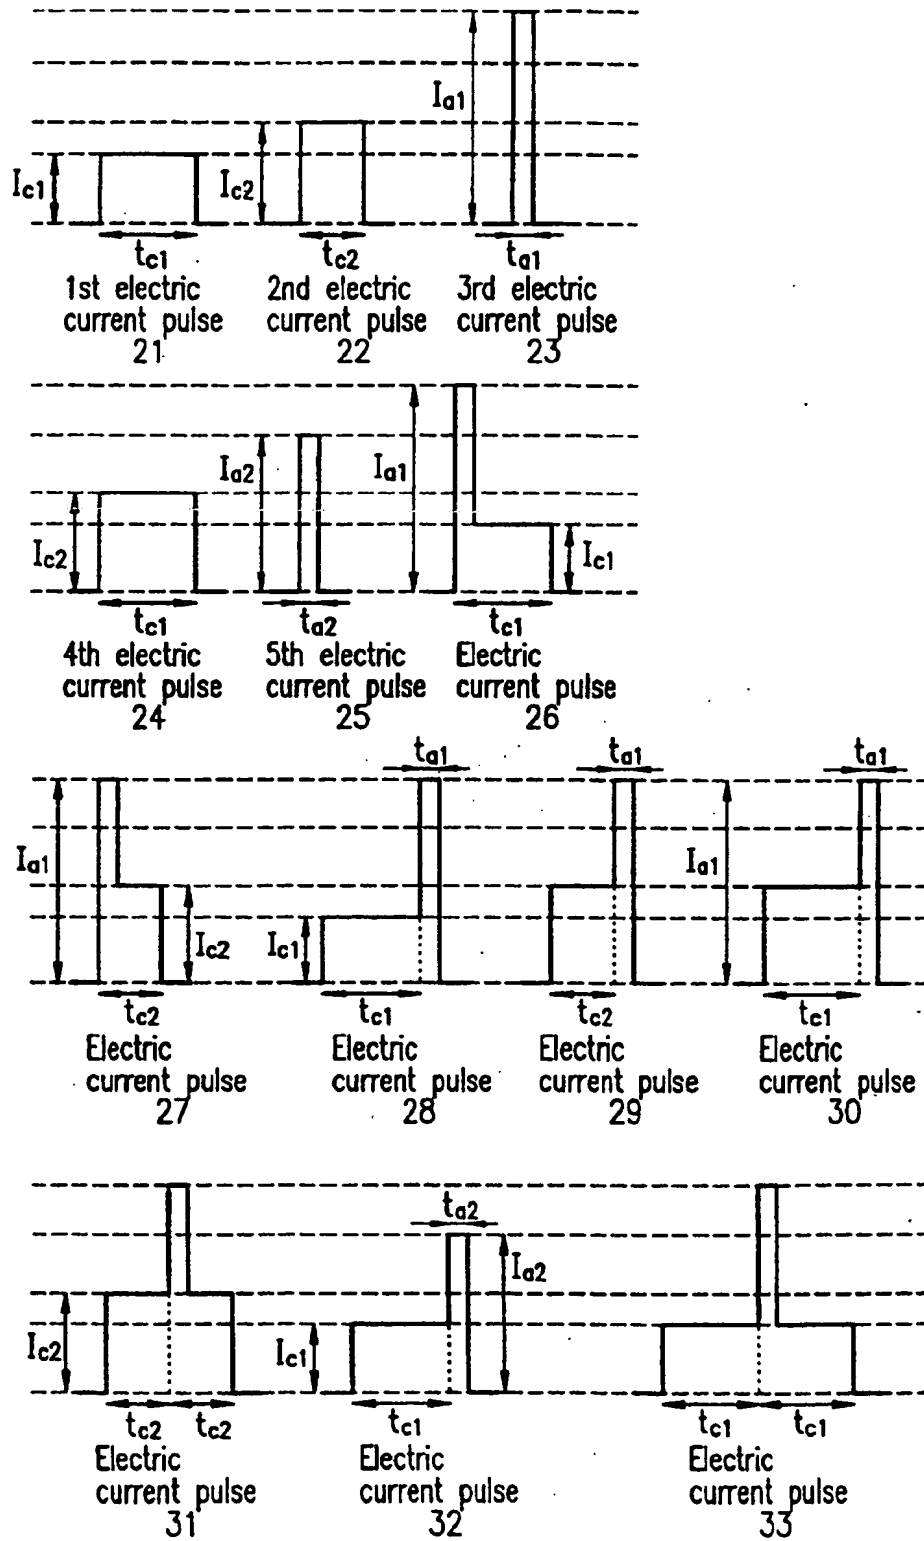 Ia1
Ic1
Ic2
tc1
tc2
ta1
1st electric
current pulse
21
2nd electric
current pulse
22
3rd electric
current pulse
23
Ia2
Ia1
Ic2
Ic1
tc1
ta2
tc1
4th electric
current pulse
24
5th electric
current pulse
25
Electric
current pulse
26
ta1
ta1
ta1
Ia1
Ia1
Ic2
Ic1
tc2
tc1
tc2
tc1
Electric
current pulse
27
Electric
current pulse
28
Electric
current pulse
29
Electric
current pulse
30
ta2
Ia2
Ic2
Ic1
tc2
tc2
tc1
tc1
tc1
Electric
current pulse
31
Electric
current pulse
32
Electric
current pulse
33